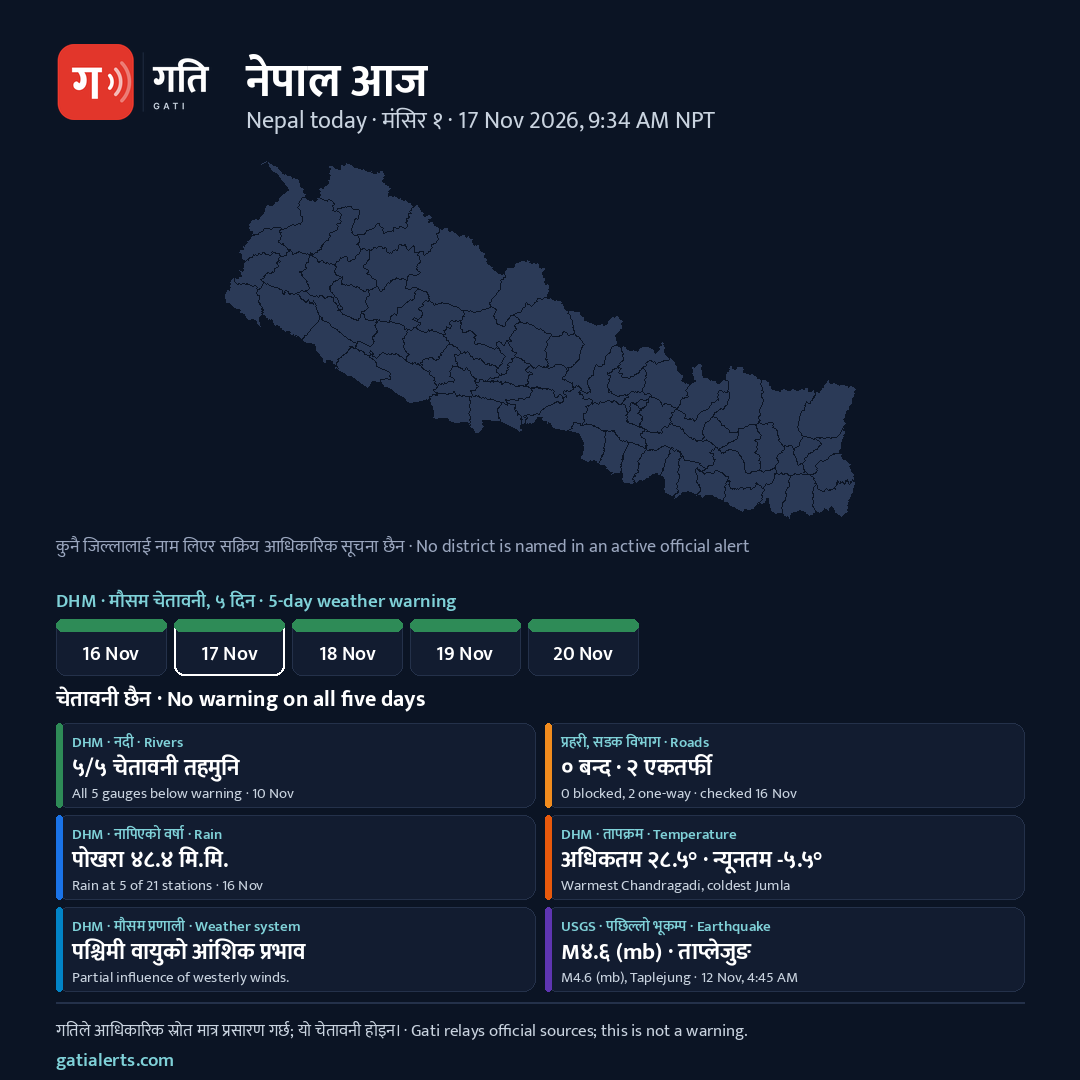 ग
गति
GATI
नेपाल आज
Nepal today · मंसिर १ · 17 Nov 2026, 9:34 AM NPT
कुनै जिल्लालाई नाम लिएर सक्रिय आधिकारिक सूचना छैन · No district is named in an active official alert
DHM · मौसम चेतावनी, ५ दिन · 5-day weather warning
16 Nov
17 Nov
18 Nov
19 Nov
20 Nov
चेतावनी छैन · No warning on all five days
DHM · नदी · Rivers
५/५ चेतावनी तहमुनि
All 5 gauges below warning · 10 Nov
प्रहरी, सडक विभाग · Roads
० बन्द · २ एकतर्फी
0 blocked, 2 one-way · checked 16 Nov
DHM · नापिएको वर्षा · Rain
पोखरा ४८.४ मि.मि.
Rain at 5 of 21 stations · 16 Nov
DHM · तापक्रम · Temperature
अधिकतम २८.५° · न्यूनतम -५.५°
Warmest Chandragadi, coldest Jumla
DHM · मौसम प्रणाली · Weather system
पश्चिमी वायुको आंशिक प्रभाव
Partial influence of westerly winds.
USGS · पछिल्लो भूकम्प · Earthquake
M४.६ (mb) · ताप्लेजुङ
M4.6 (mb), Taplejung · 12 Nov, 4:45 AM
गतिले आधिकारिक स्रोत मात्र प्रसारण गर्छ; यो चेतावनी होइन। · Gati relays official sources; this is not a warning.
gatialerts.com